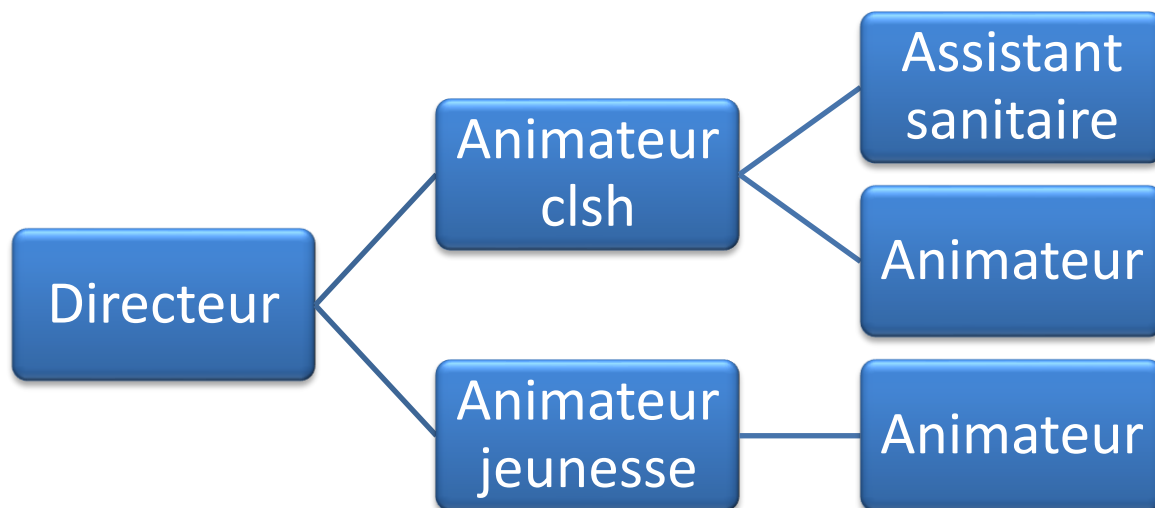 Directeur
Animateur
clsh
Assistant
sanitaire
Animateur
Animateur
jeunesse
Animateur